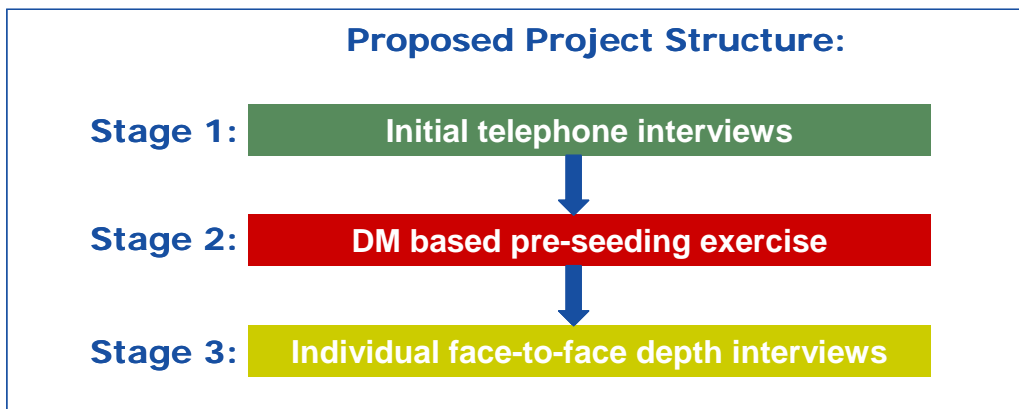 Proposed Project Structure:
Stage 1: Initial telephone interviews
Stage 2: DM based pre-seeding exercise
Stage 3: Individual face-to-face depth interviews